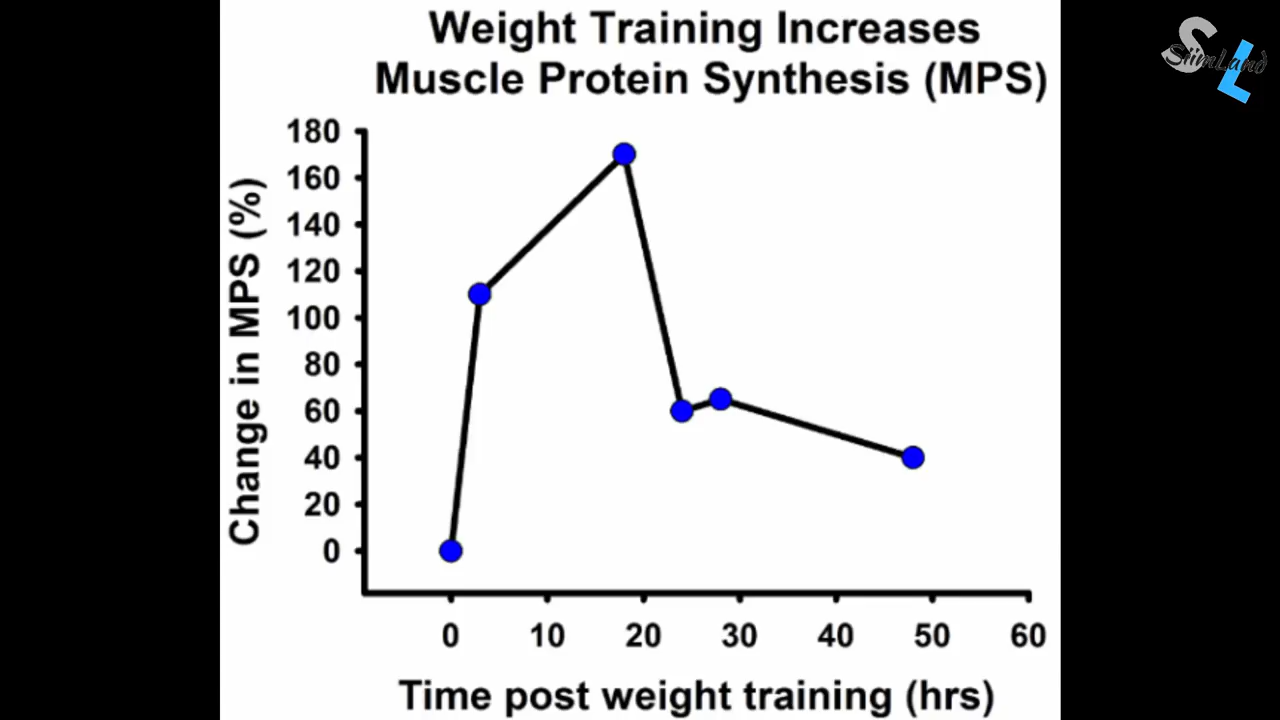 Weight Training Increases
Muscle Protein Synthesis (MPS)
S
SiimLand
L
Change in MPS (%)
180
160
140
120
100
80
60
40
20
0
0 10 20 30 40 50 60
Time post weight training (hrs)